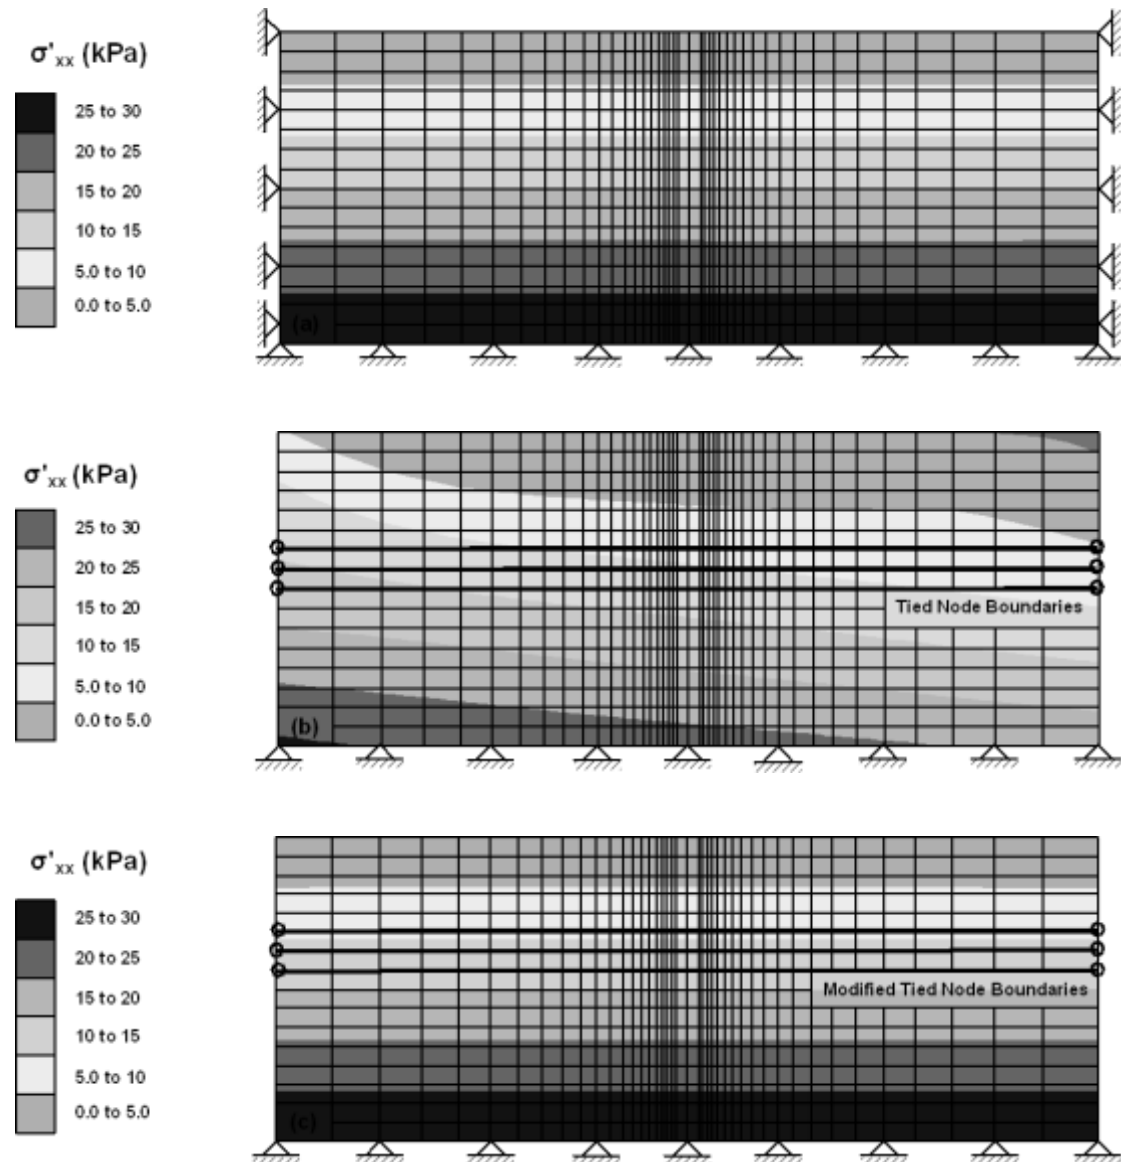 σ'xx (kPa)
25 to 30
20 to 25
15 to 20
10 to 15
5.0 to 10
0.0 to 5.0
(a)
σ'xx (kPa)
25 to 30
20 to 25
15 to 20
10 to 15
5.0 to 10
0.0 to 5.0
Tied Node Boundaries
(b)
σ'xx (kPa)
25 to 30
20 to 25
15 to 20
10 to 15
5.0 to 10
0.0 to 5.0
Modified Tied Node Boundaries
(c)